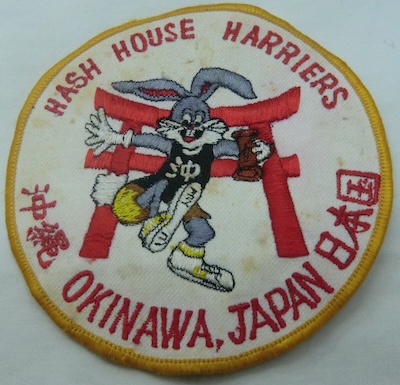 HASH HOUSE HARRIERS
沖
沖縄
OKINAWA, JAPAN
日本国